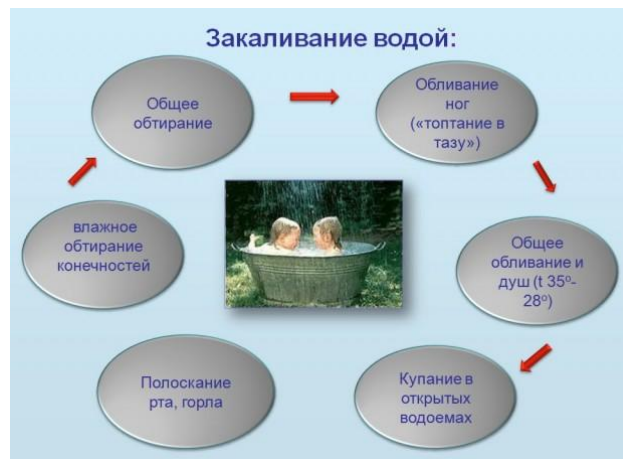 Закаливание водой:
Общее
обтирание
Обливание
ног
(«топтание в
тазу»)
влажное
обтирание
конечностей
Общее
обливание и
душ (t 35º-
28º)
Полоскание
рта, горла
Купание в
открытых
водоемах